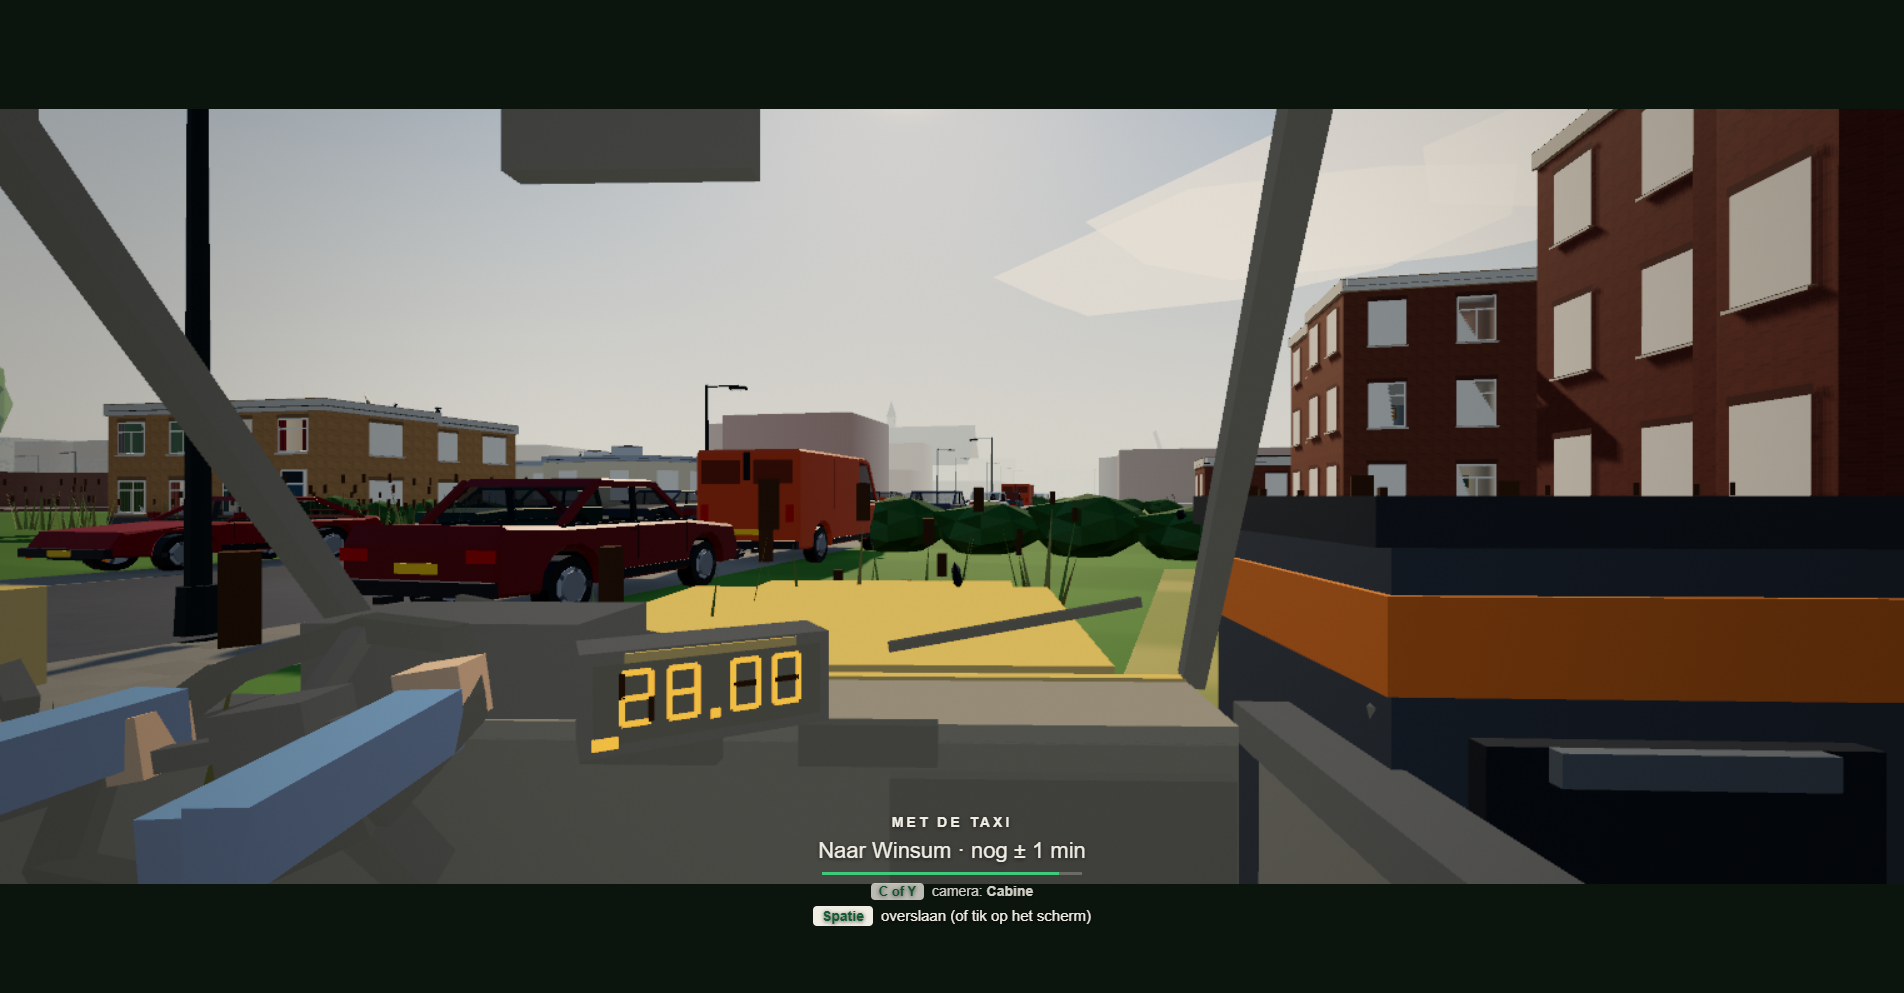 28.00
MET DE TAXI
Naar Winsum · nog ± 1 min
C of Y camera: Cabine
Spatie overslaan (of tik op het scherm)